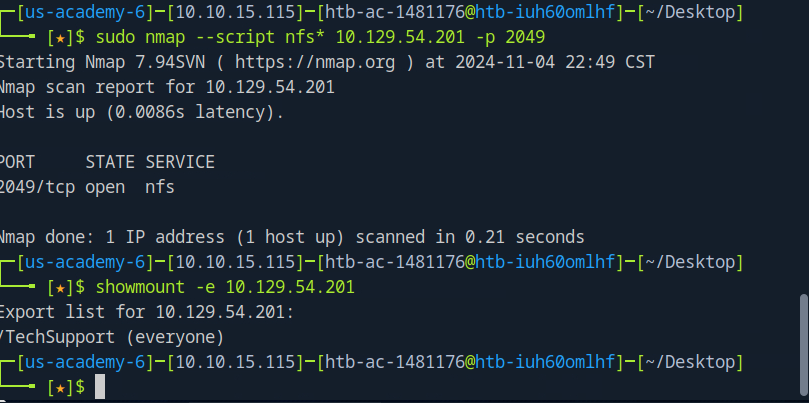 ┌─[us-academy-6]─[10.10.15.115]─[htb-ac-1481176@htb-iuh60omlhf]─[~/Desktop]
└──╼ [★]$ sudo nmap --script nfs* 10.129.54.201 -p 2049
Starting Nmap 7.94SVN ( https://nmap.org ) at 2024-11-04 22:49 CST
Nmap scan report for 10.129.54.201
Host is up (0.0086s latency).
PORT     STATE SERVICE
2049/tcp open  nfs
Nmap done: 1 IP address (1 host up) scanned in 0.21 seconds
┌─[us-academy-6]─[10.10.15.115]─[htb-ac-1481176@htb-iuh60omlhf]─[~/Desktop]
└──╼ [★]$ showmount -e 10.129.54.201
Export list for 10.129.54.201:
/TechSupport (everyone)
┌─[us-academy-6]─[10.10.15.115]─[htb-ac-1481176@htb-iuh60omlhf]─[~/Desktop]
└──╼ [★]$